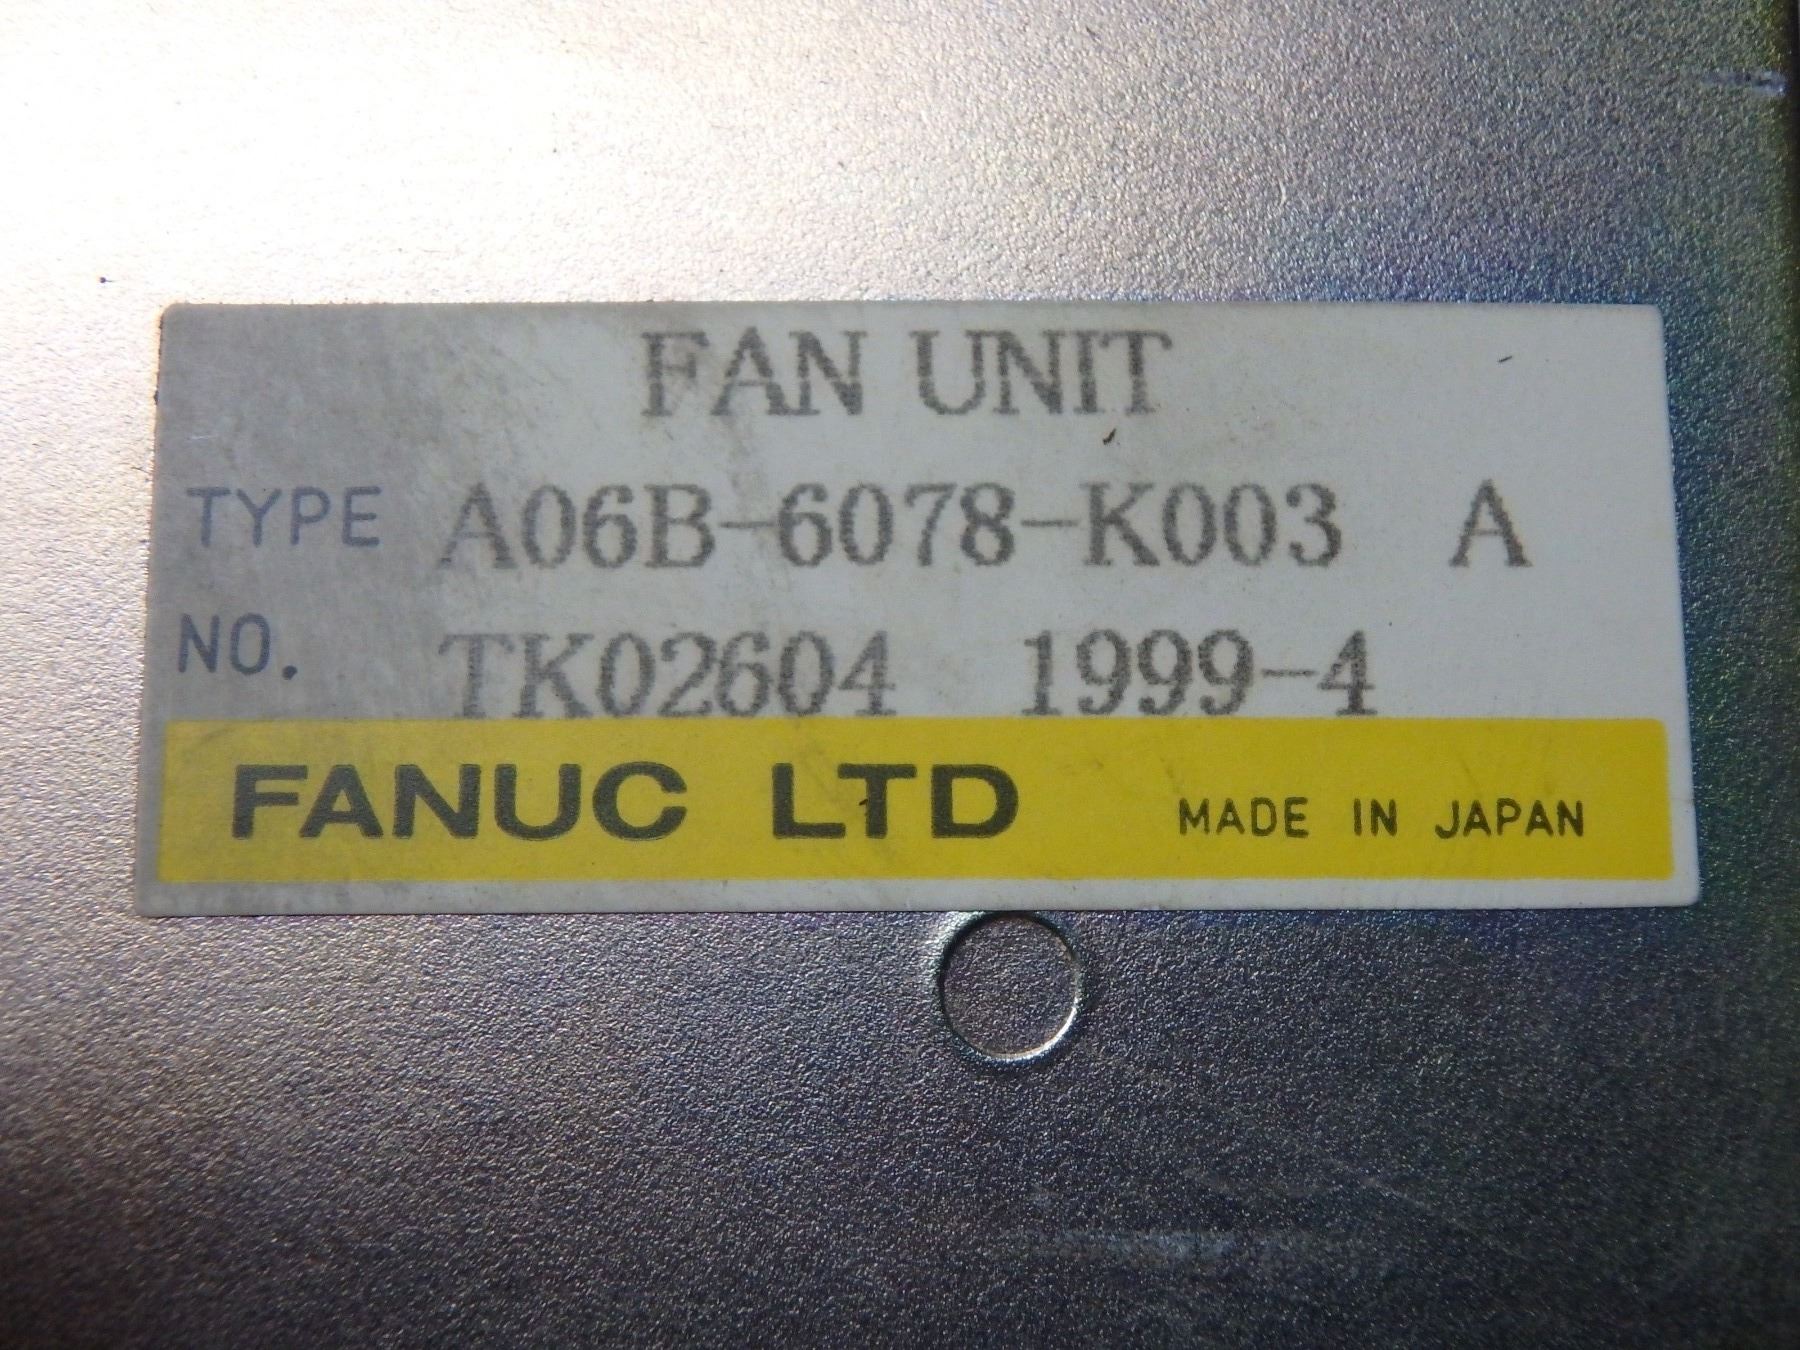 FAN UNIT
TYPE A06B-6078-K003 A
NO. TK02604 1999-4
FANUC LTD MADE IN JAPAN